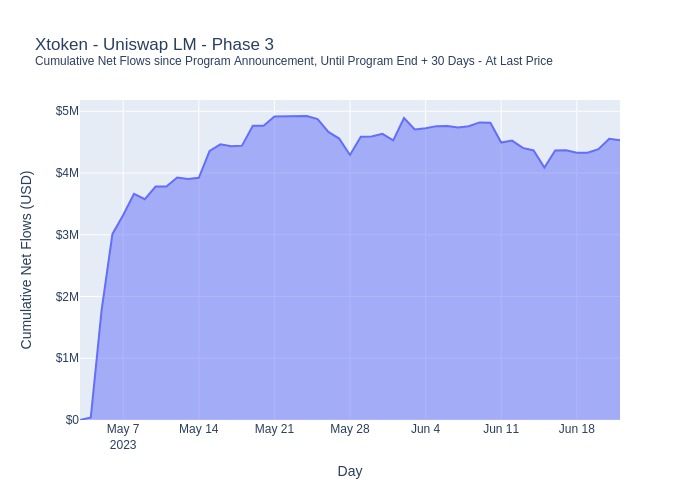 Xtoken - Uniswap LM - Phase 3
Cumulative Net Flows since Program Announcement, Until Program End + 30 Days - At Last Price
Cumulative Net Flows (USD)
$5M
$4M
$3M
$2M
$1M
$0
May 7
2023
May 14
May 21
May 28
Jun 4
Jun 11
Jun 18
Day